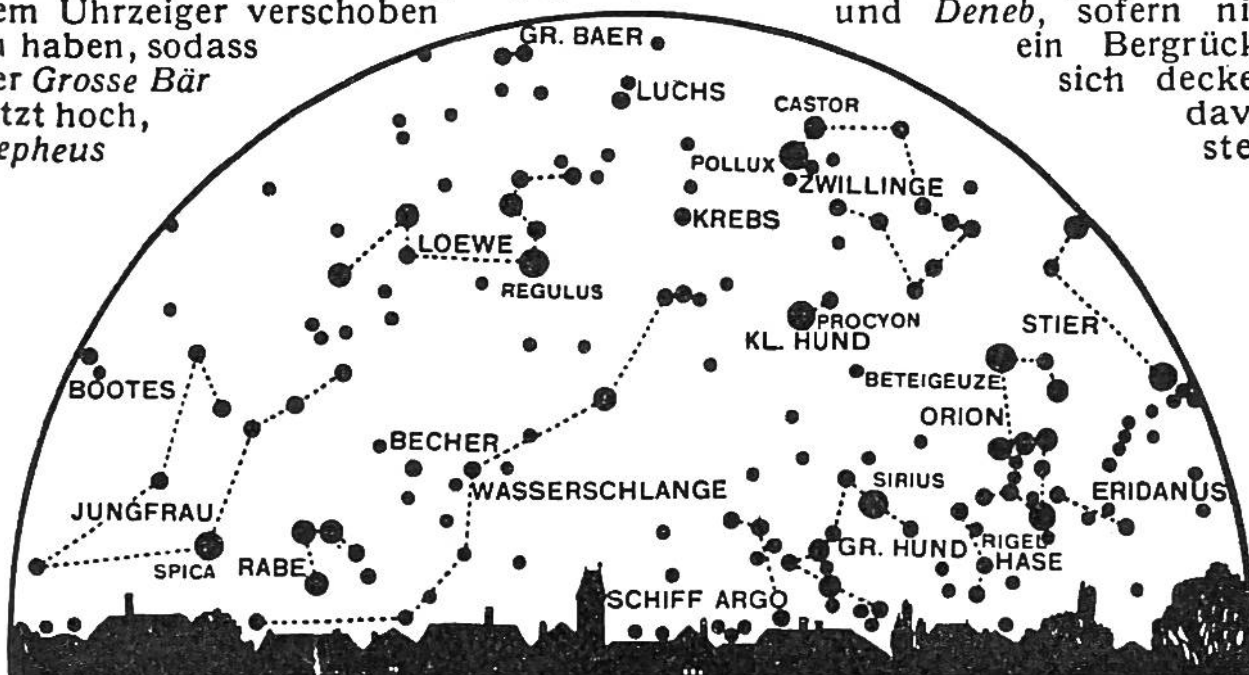 em Uhrzeiger verschoben
haben, sodass
er Grosse Bär
tzt hoch,
epheus
und Deneb, sofern ni
ein Bergrück
sich decke
dav
ste
GR. BAER
LUCHS
CASTOR
POLLUX
ZWILLINGE
KREBS
LOEWE
REGULUS
PROCYON
KL. HUND
STIER
BOOTES
BETEIGEUZE
ORION
BECHER
WASSERSCHLANGE
SIRIUS
ERIDANUS
JUNGFRAU
SPICA
RABE
GR. HUND
RIGEL
HASE
SCHIFF ARGO